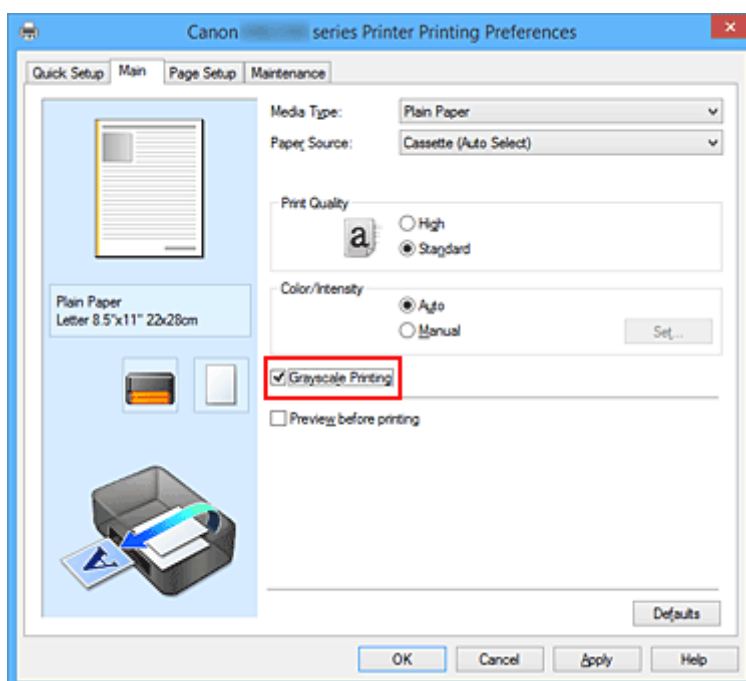 Canon series Printer Printing Preferences
Quick Setup Main Page Setup Maintenance
Media Type: Plain Paper
Paper Source: Cassette (Auto Select)
Print Quality
a
High
Standard
Color/Intensity
Auto
Manual
Set...
Plain Paper
Letter 8.5"x11" 22x28cm
Grayscale Printing
Preview before printing
A
Defaults
OK Cancel Apply Help